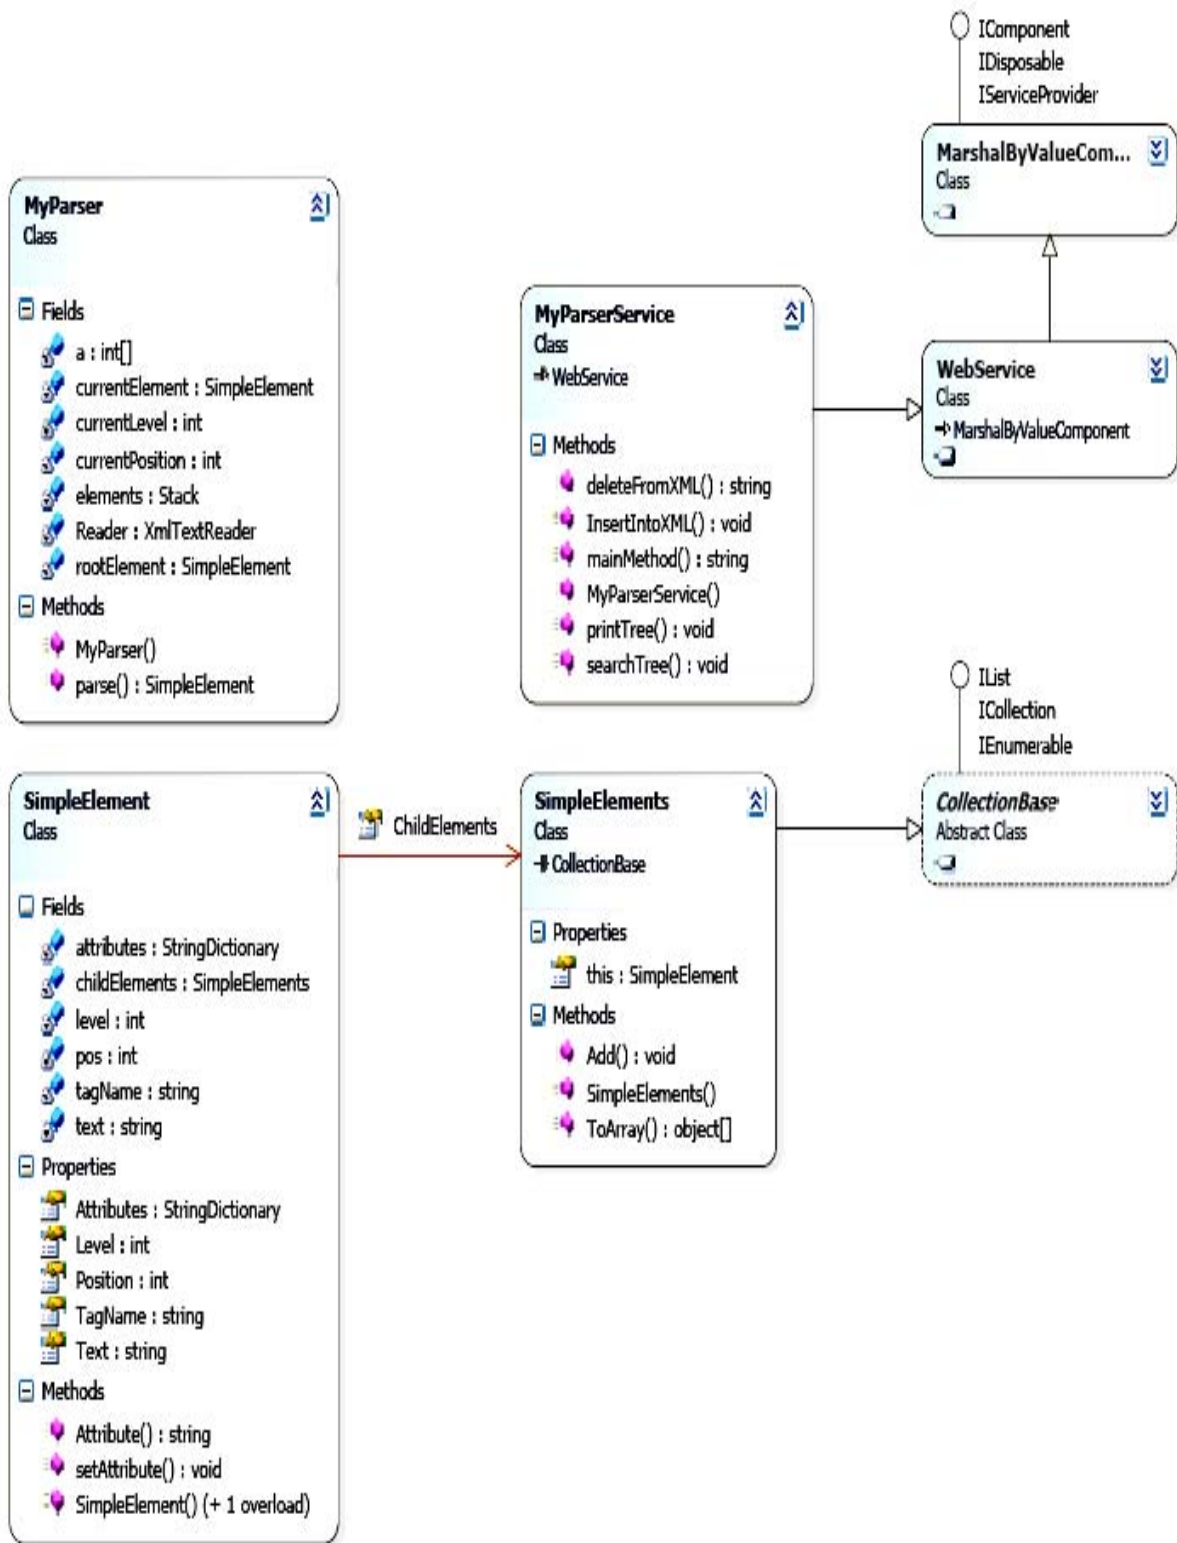 IComponent
IDisposable
IServiceProvider
MarshalByValueCom...
Class
MyParser
Class
Fields
a : int[]
currentElement : SimpleElement
currentLevel : int
currentPosition : int
elements : Stack
Reader : XmlTextReader
rootElement : SimpleElement
Methods
MyParser()
parse() : SimpleElement
MyParserService
Class
WebService
Methods
deleteFromXML() : string
InsertIntoXML() : void
mainMethod() : string
MyParserService()
printTree() : void
searchTree() : void
WebService
Class
MarshalByValueComponent
IList
ICollection
IEnumerable
SimpleElement
Class
Fields
attributes : StringDictionary
childElements : SimpleElements
level : int
pos : int
tagName : string
text : string
Properties
Attributes : StringDictionary
Level : int
Position : int
TagName : string
Text : string
Methods
Attribute() : string
setAttribute() : void
SimpleElement() (+ 1 overload)
ChildElements
SimpleElements
Class
CollectionBase
Properties
this : SimpleElement
Methods
Add() : void
SimpleElements()
ToArray() : object[]
CollectionBase
Abstract Class